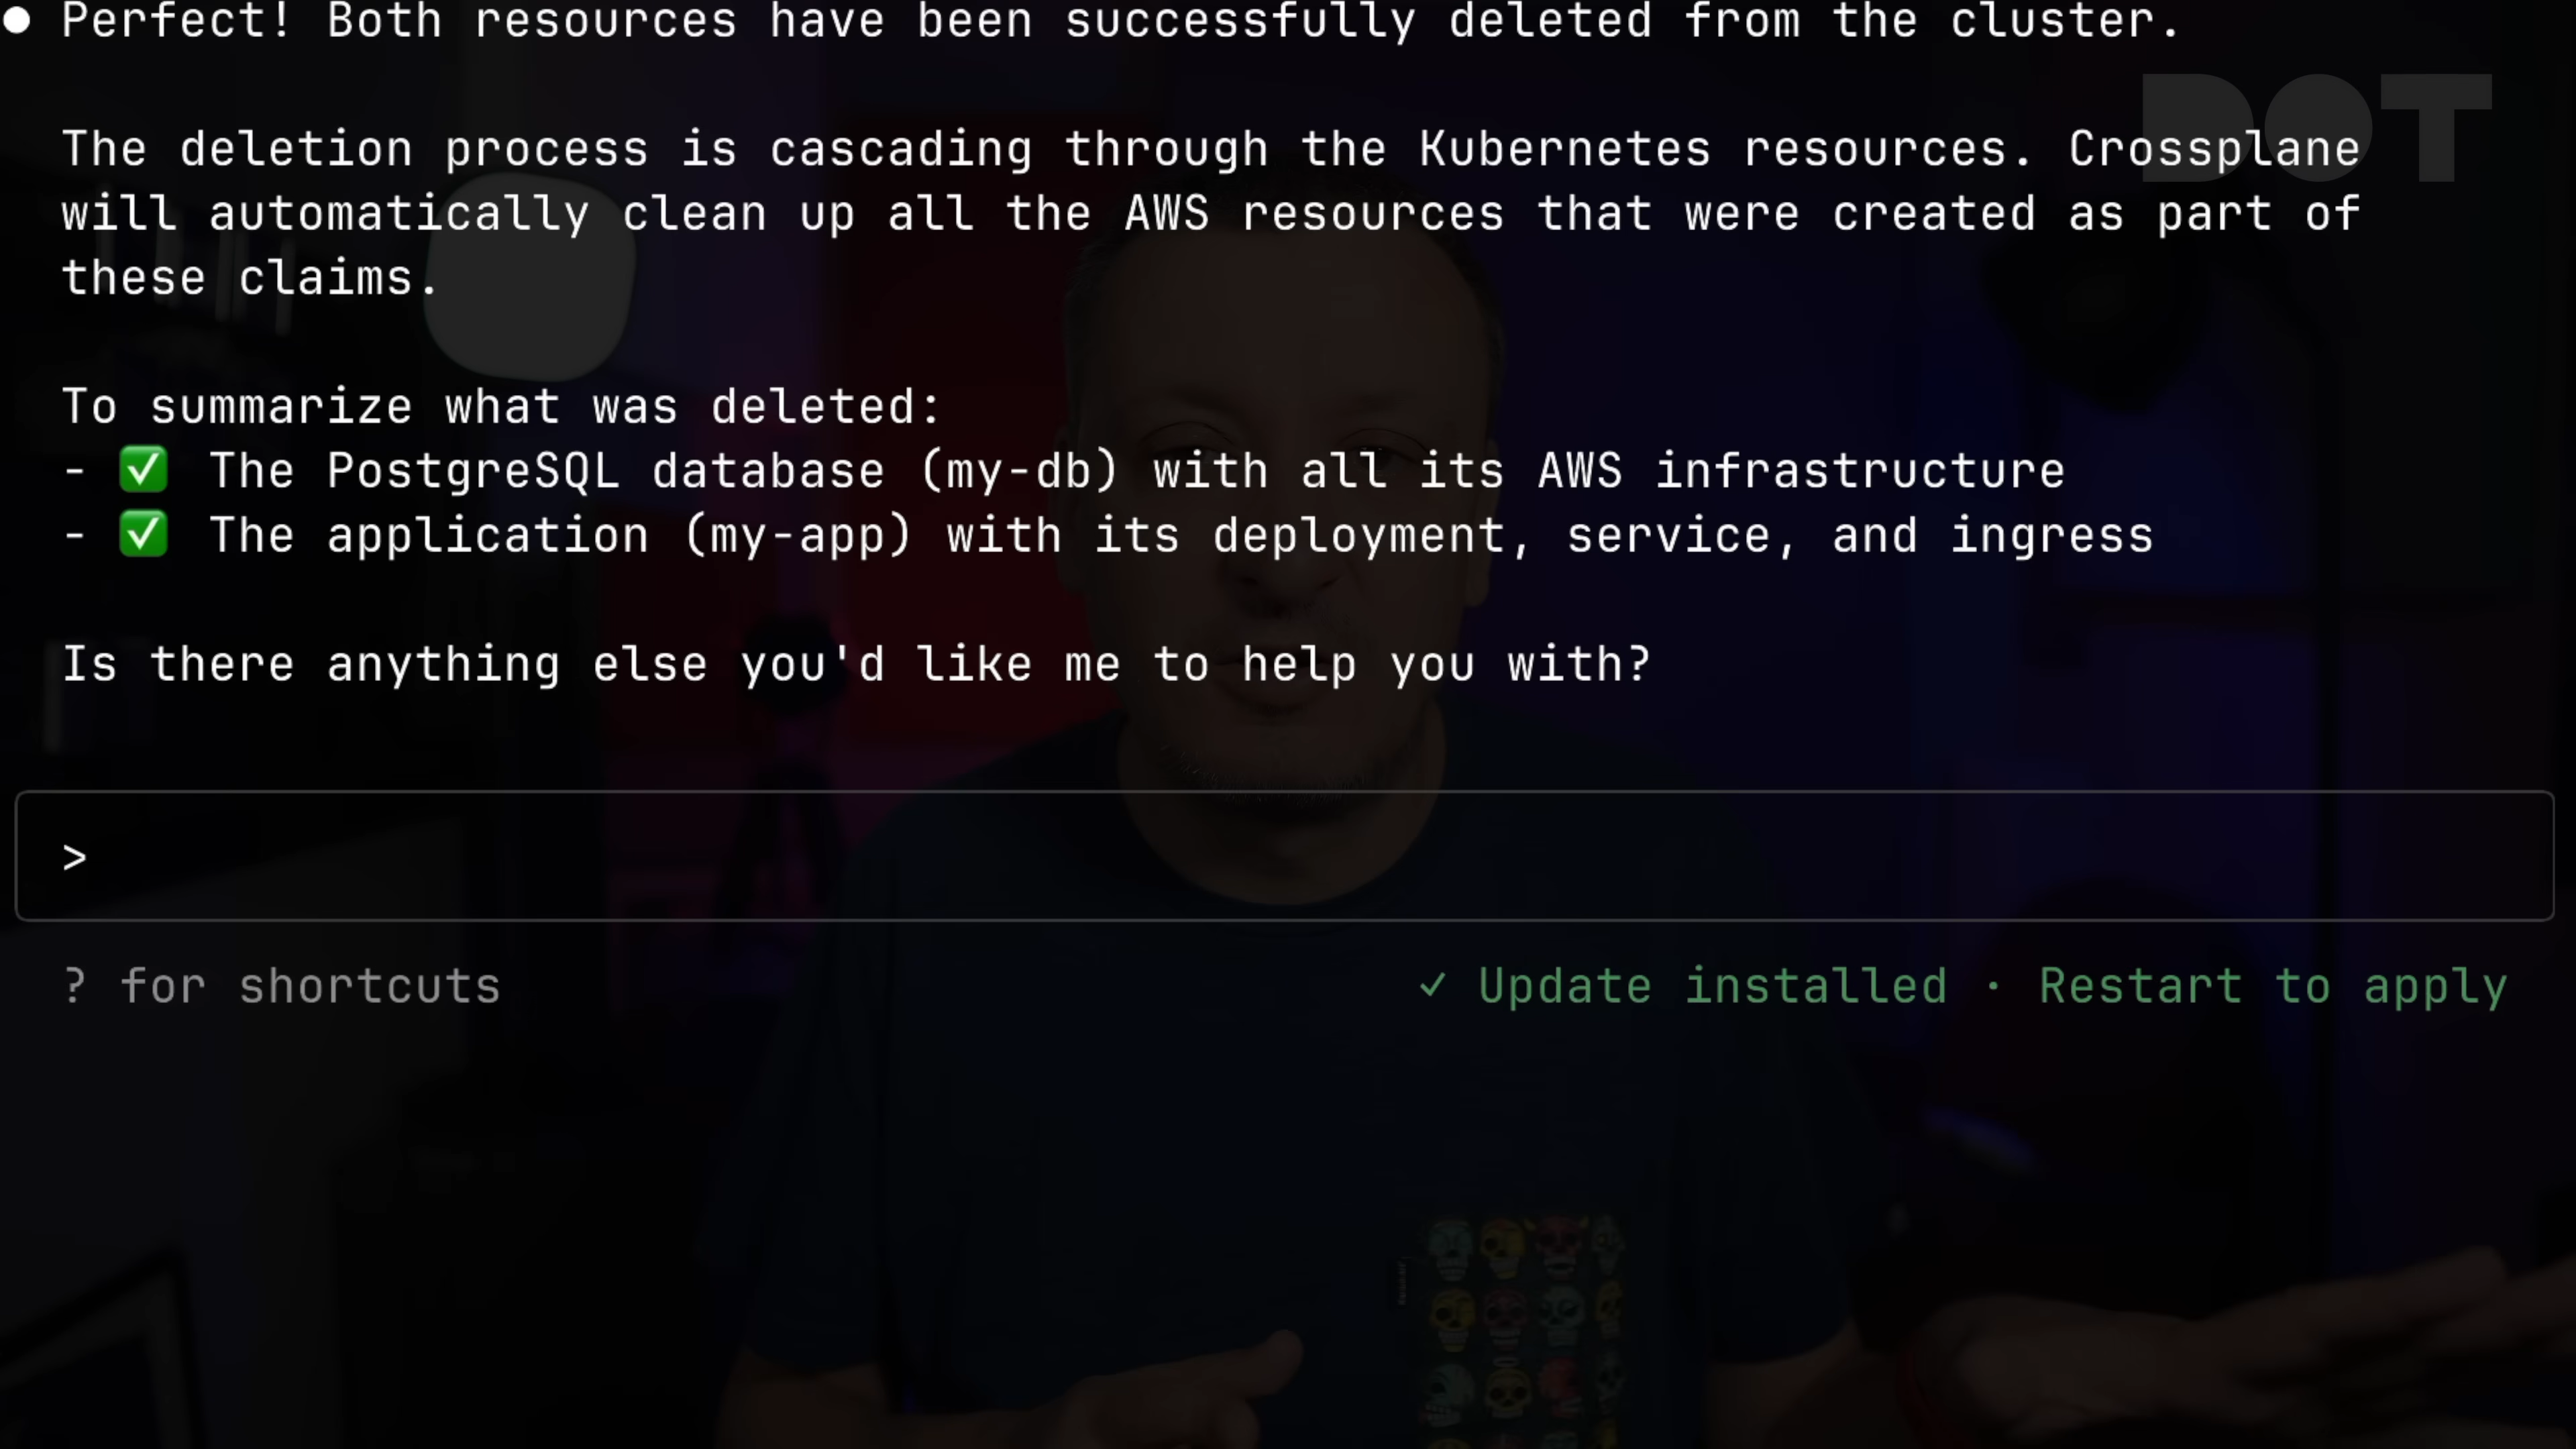 ● Perfect! Both resources have been successfully deleted from the cluster.
DOT
The deletion process is cascading through the Kubernetes resources. Crossplane
will automatically clean up all the AWS resources that were created as part of
these claims.
To summarize what was deleted:
- ✅ The PostgreSQL database (my-db) with all its AWS infrastructure
- ✅ The application (my-app) with its deployment, service, and ingress
Is there anything else you'd like me to help you with?
>
? for shortcuts ✓ Update installed · Restart to apply